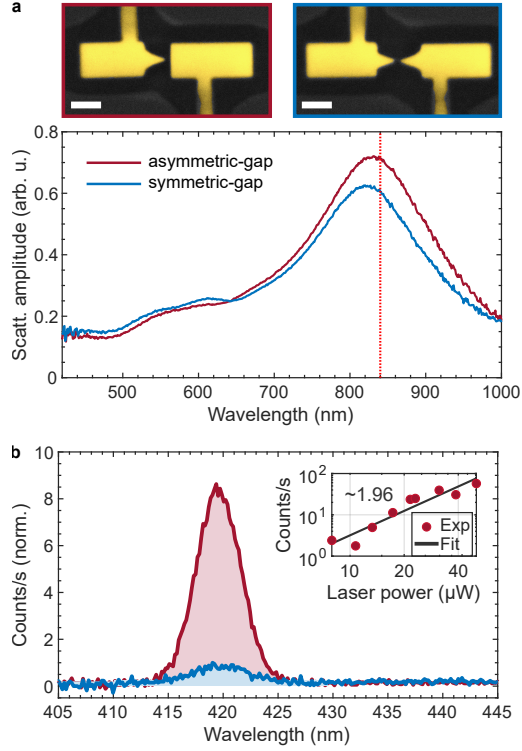 a
0.8
0.6
0.4
0.2
0
Scatt. amplitude (arb. u.)
asymmetric-gap
symmetric-gap
500 600 700 800 900 1000
Wavelength (nm)
b
10
8
6
4
2
0
Counts/s (norm.)
10² 
10¹
10⁰
Counts/s
~1.96
Exp
Fit
10 20 40
Laser power (µW)
405 410 415 420 425 430 435 440 445
Wavelength (nm)